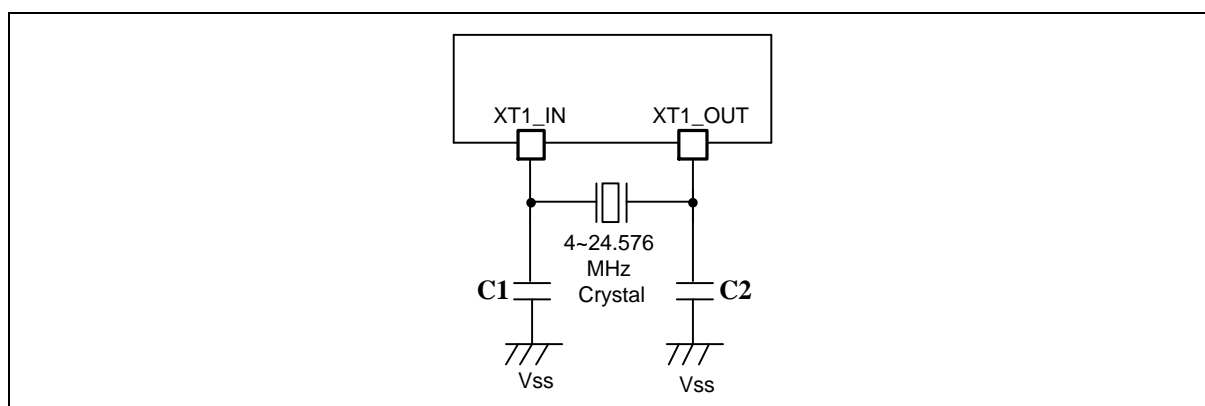 XT1_IN
XT1_OUT
4~24.576
MHz
Crystal
C1
C2
Vss
Vss